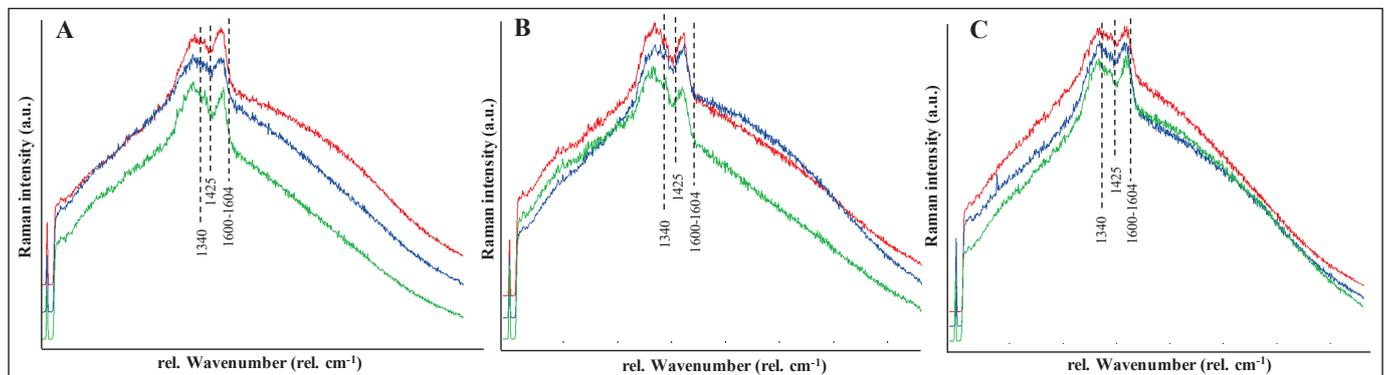 A
B
C
Raman intensity (a.u.)
1340
1425
1600-1604
rel. Wavenumber (rel. cm-1)
Raman intensity (a.u.)
1340
1425
1600-1604
rel. Wavenumber (rel. cm-1)
Raman intensity (a.u.)
1340
1425
1600-1604
rel. Wavenumber (rel. cm-1)